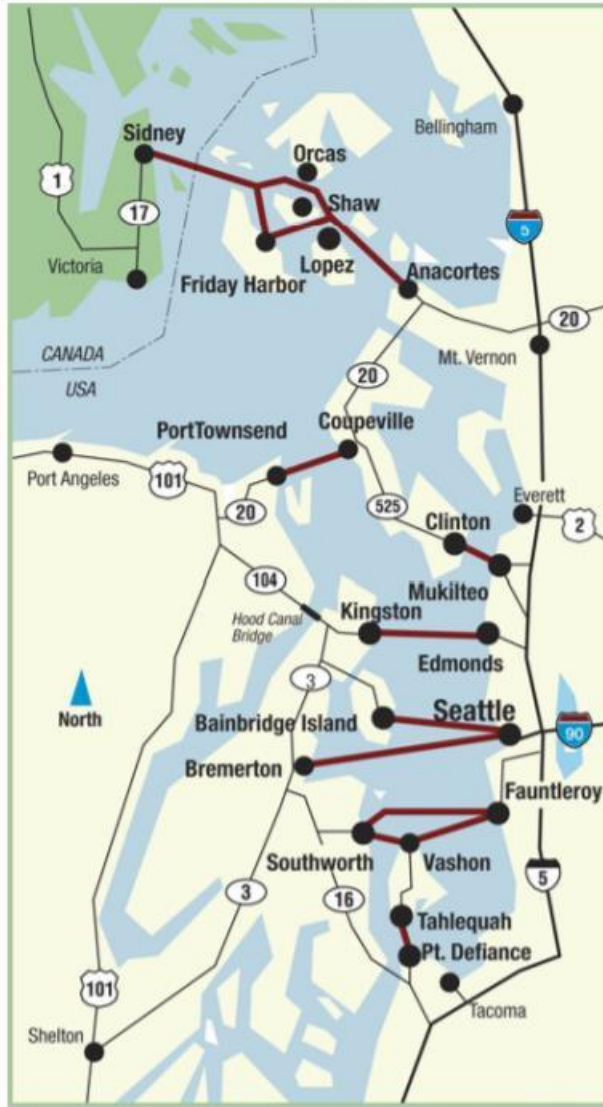 Bellingham
Sidney
Orcas
1
Shaw
17
5
Victoria
Lopez
Friday Harbor
Anacortes
20
CANADA
Mt. Vernon
USA
20
Coupeville
PortTownsend
Port Angeles
101
Everett
20
525
2
Clinton
104
Mukilteo
Hood Canal
Bridge
Kingston
Edmonds
3
North
Bainbridge Island
Seattle
90
Bremerton
Fauntleroy
Southworth
Vashon
5
3
16
Tahlequah
Pt. Defiance
101
Tacoma
Shelton